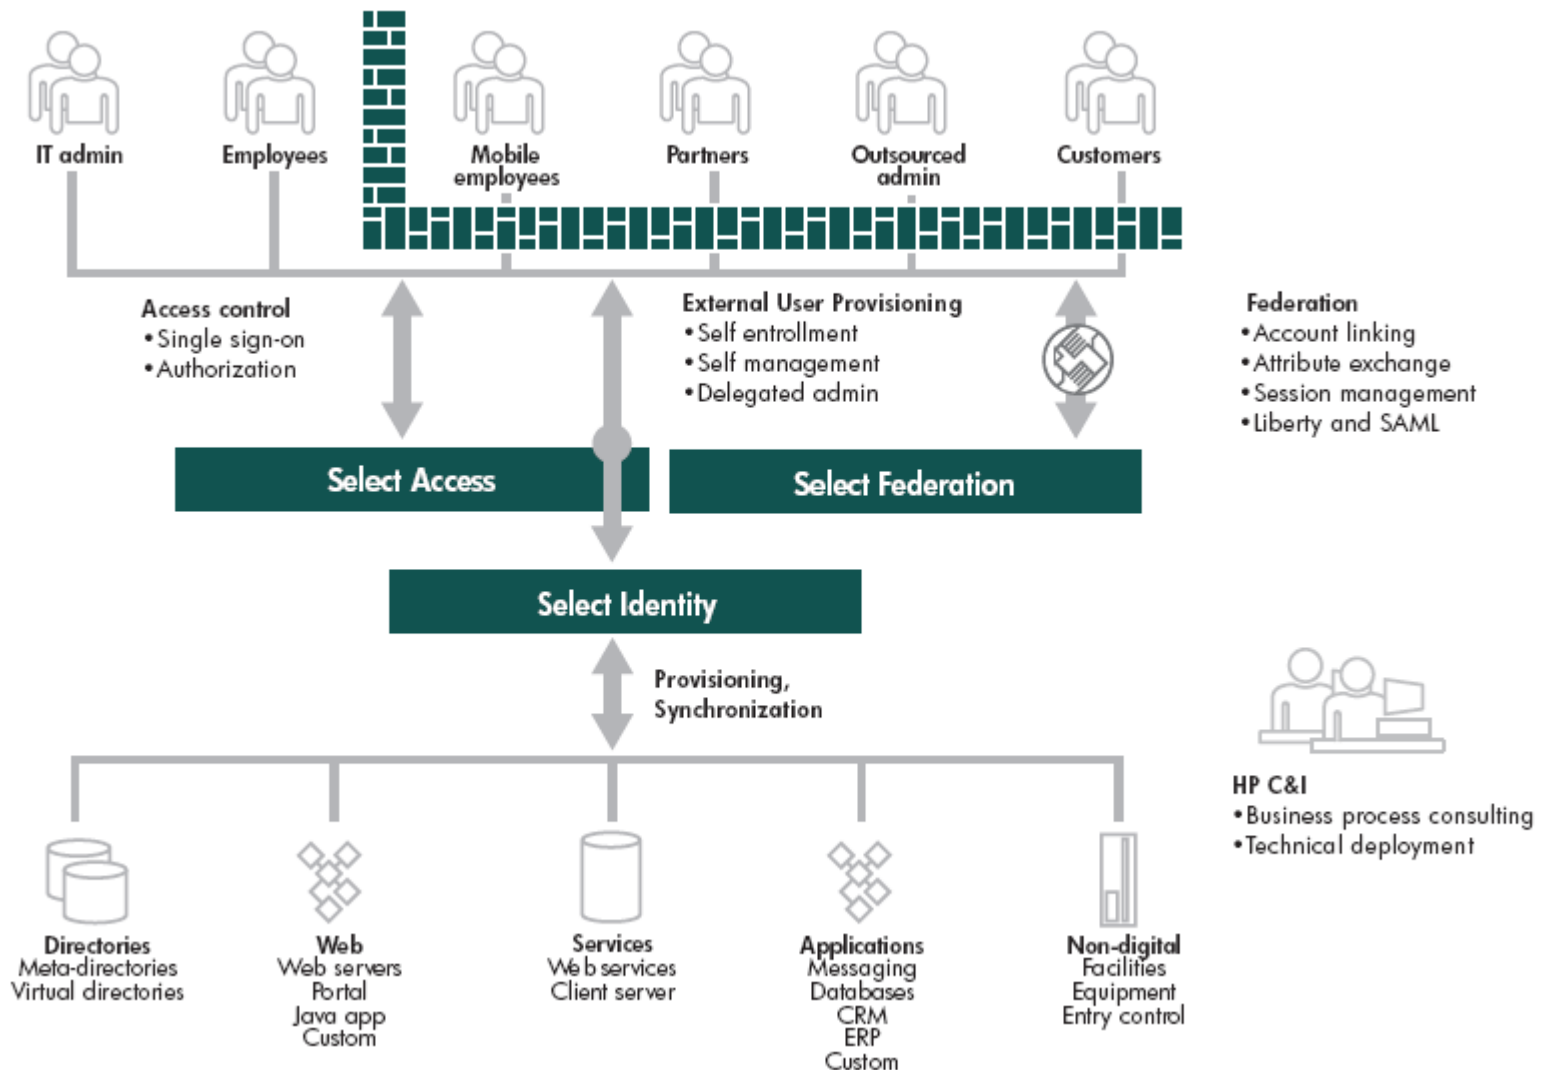 IT admin
Employees
Mobile
employees
Partners
Outsourced
admin
Customers
Access control
•Single sign-on
•Authorization
External User Provisioning
•Self entrollment
•Self management
•Delegated admin
Federation
•Account linking
•Attribute exchange
•Session management
•Liberty and SAML
Select Access
Select Federation
Select Identity
Provisioning,
Synchronization
HP C&I
•Business process consulting
•Technical deployment
Directories
Meta-directories
Virtual directories
Web
Web servers
Portal
Java app
Custom
Services
Web services
Client server
Applications
Messaging
Databases
CRM
ERP
Custom
Non-digital
Facilities
Equipment
Entry control